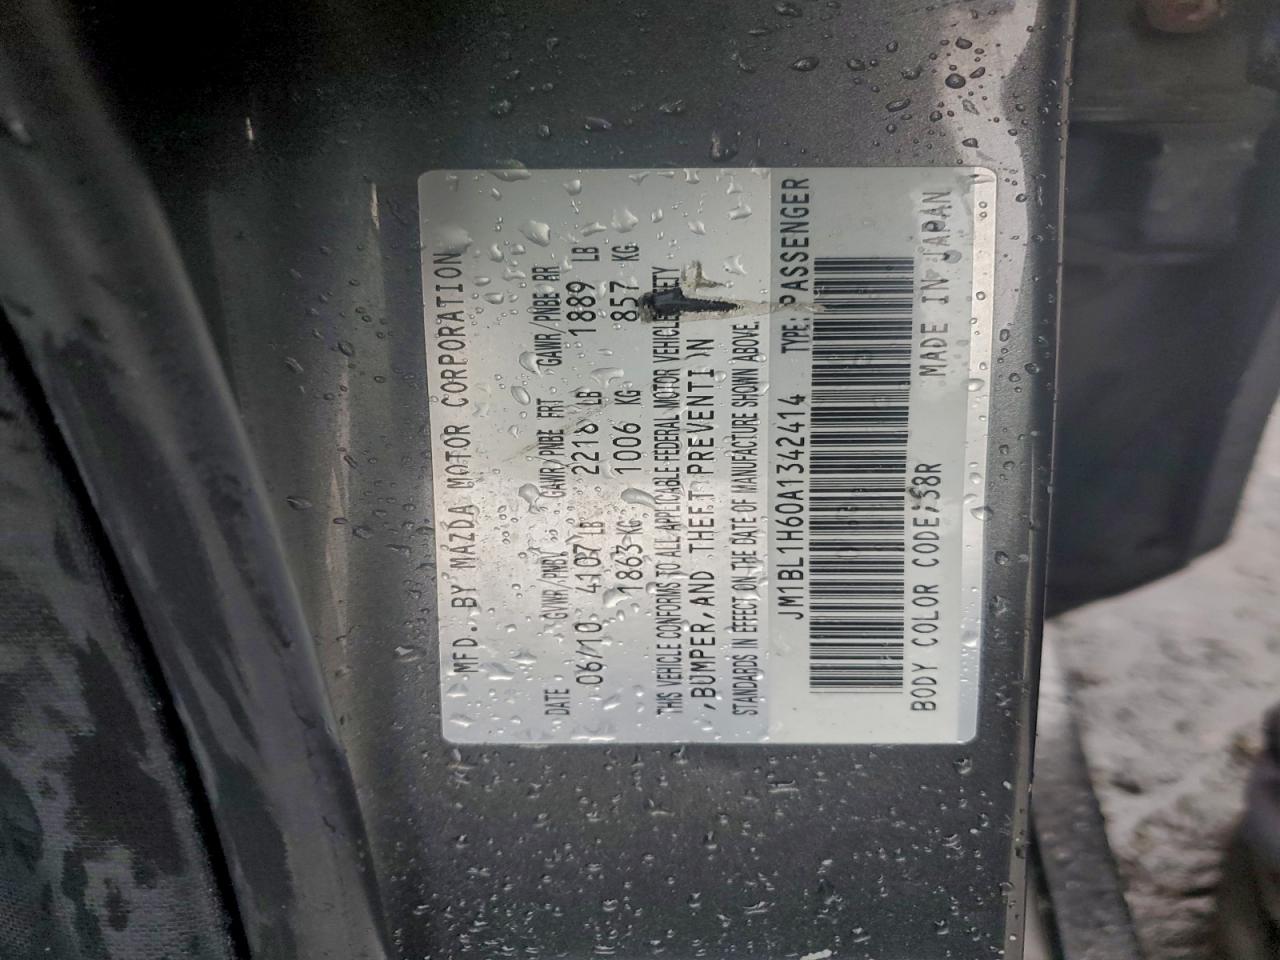 MFD. BY MAZDA MOTOR CORPORATION
DATE GVWR/PNBV GAWR/PNBE FRT GAWR/PNBE RR
06/10 4107 LB 2218 LB 1889 LB
1863 KG 1006 KG 857 KG
THIS VEHICLE CONFORMS TO ALL APPLICABLE FEDERAL MOTOR VEHICLE
,BUMPER,AND THEFT PREVENTI N
STANDARDS IN EFFECT ON THE DATE OF MANUFACTURE SHOWN ABOVE.
JM1BL1H60A1342414 TYPE: PASSENGER
BODY COLOR CODE; MADE IN JAPAN